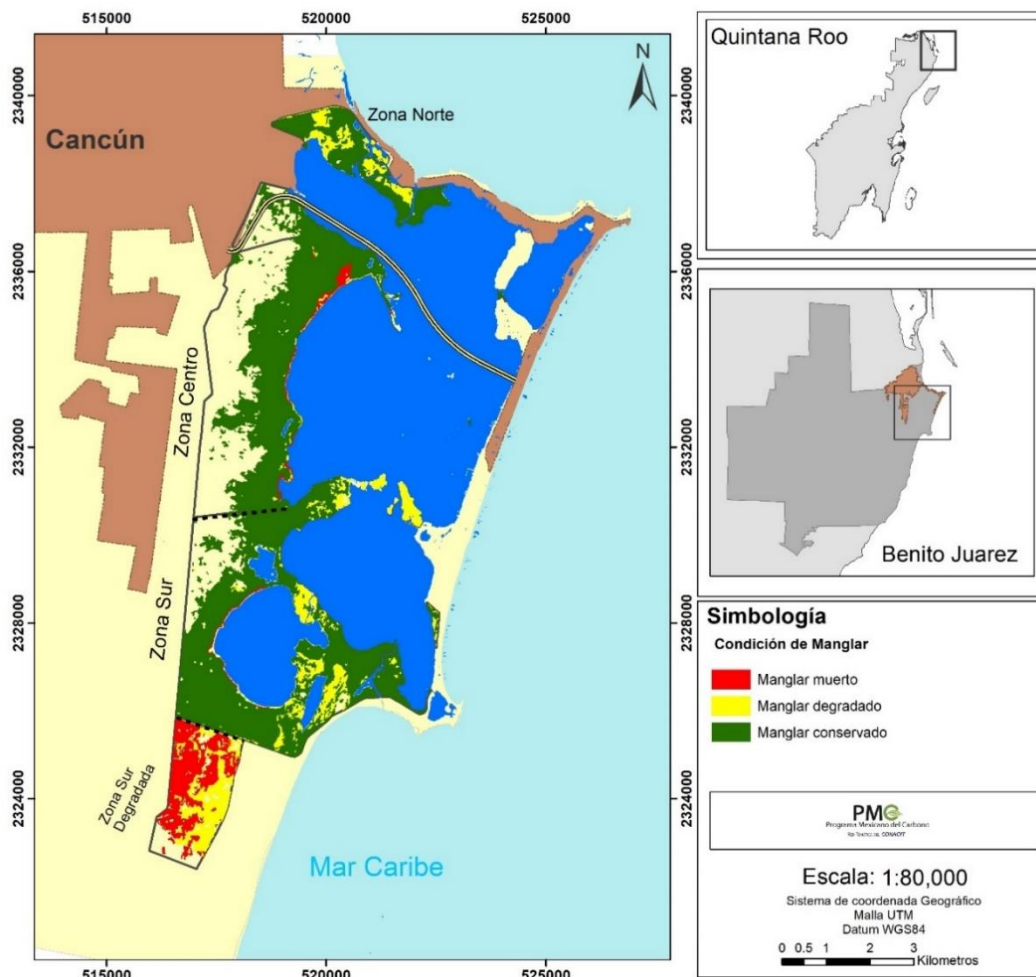 515000
520000
525000
N
Zona Norte
Cancún
Zona Centro
Zona Sur
Zona Sur
Degradada
Mar Caribe
2340000
2336000
2332000
2328000
2324000
2340000
2336000
2332000
2328000
2324000
515000
520000
525000
Quintana Roo
Benito Juarez
Simbología
Condición de Manglar
Manglar muerto
Manglar degradado
Manglar conservado
PMC
Programa Mexicano del Carbono
Escala: 1:80,000
Sistema de coordenada Geográfico
Malla UTM
Datum WGS84
0 0.5 1 2 3
Kilometros